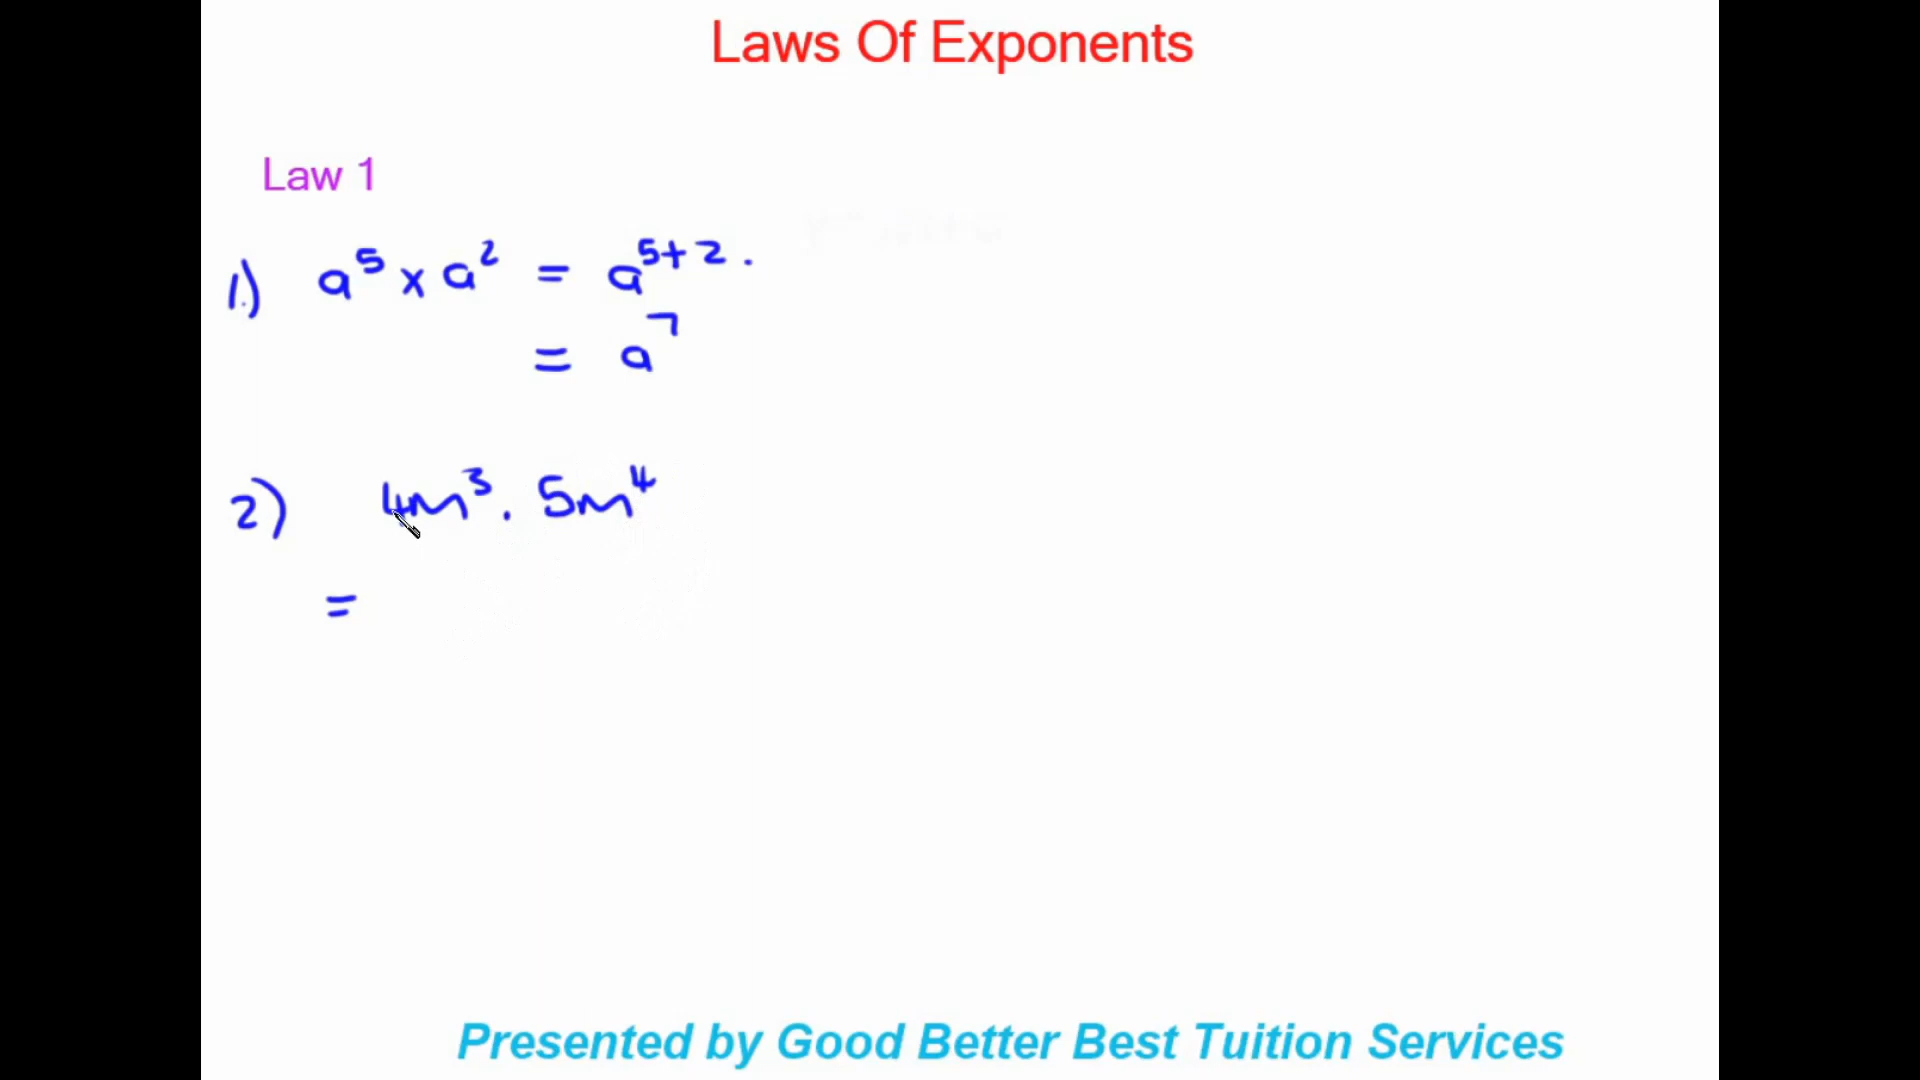 Laws Of Exponents
Law 1
1.) a⁵ x a² = a⁵⁺² .
= a⁷
2) 4m³ . 5m⁴
=
Presented by Good Better Best Tuition Services